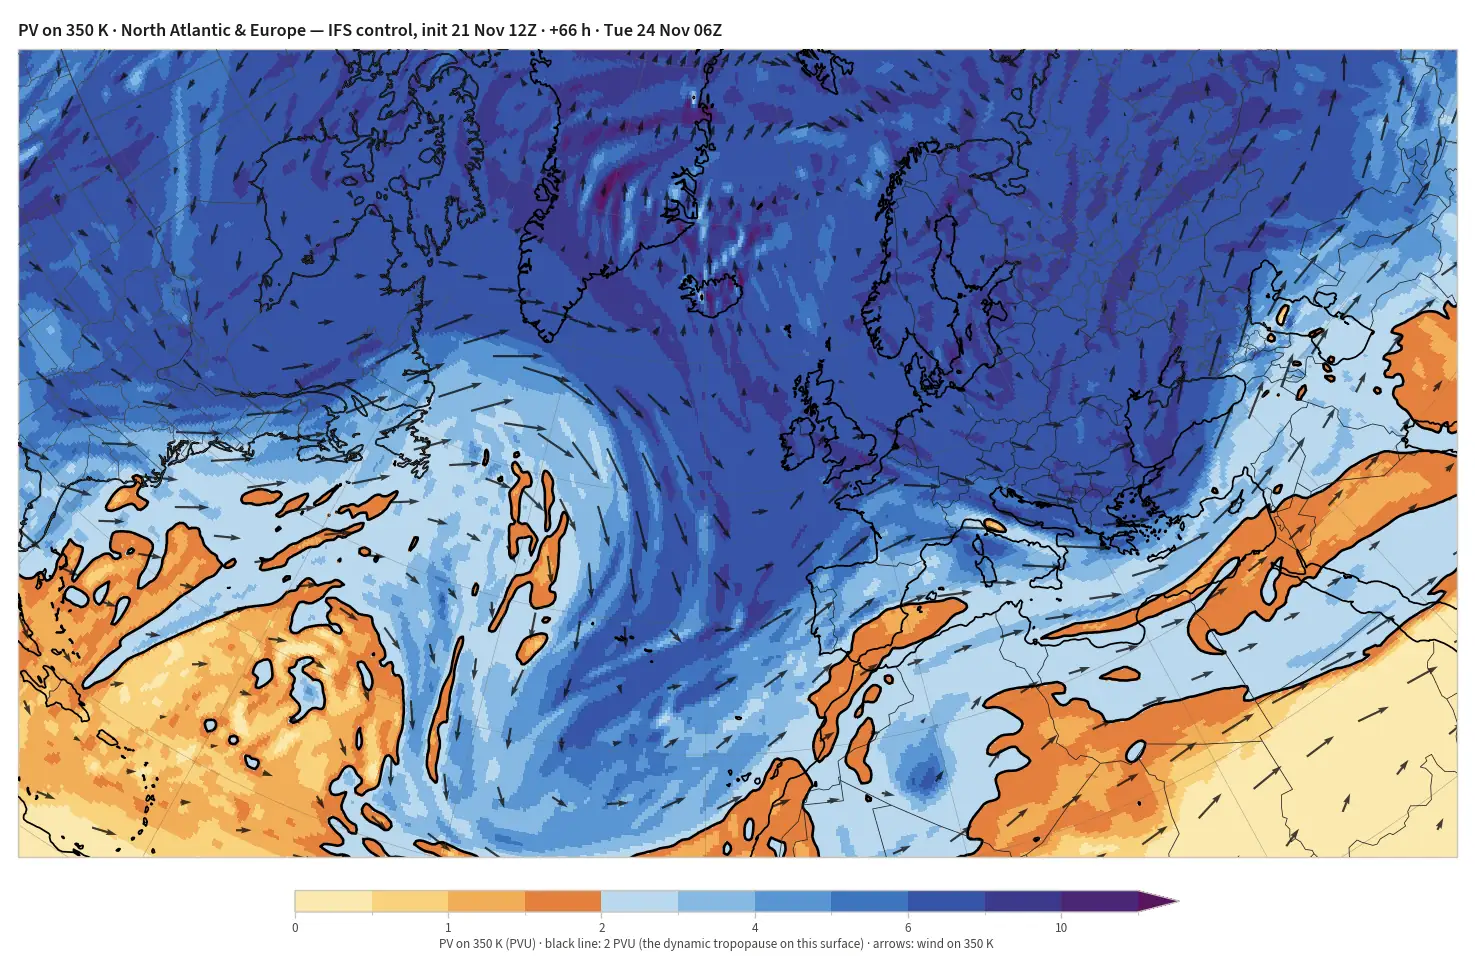 PV on 350 K · North Atlantic & Europe — IFS control, init 21 Nov 12Z · +66 h · Tue 24 Nov 06Z
0 1 2 4 6 10
PV on 350 K (PVU) · black line: 2 PVU (the dynamic tropopause on this surface) · arrows: wind on 350 K